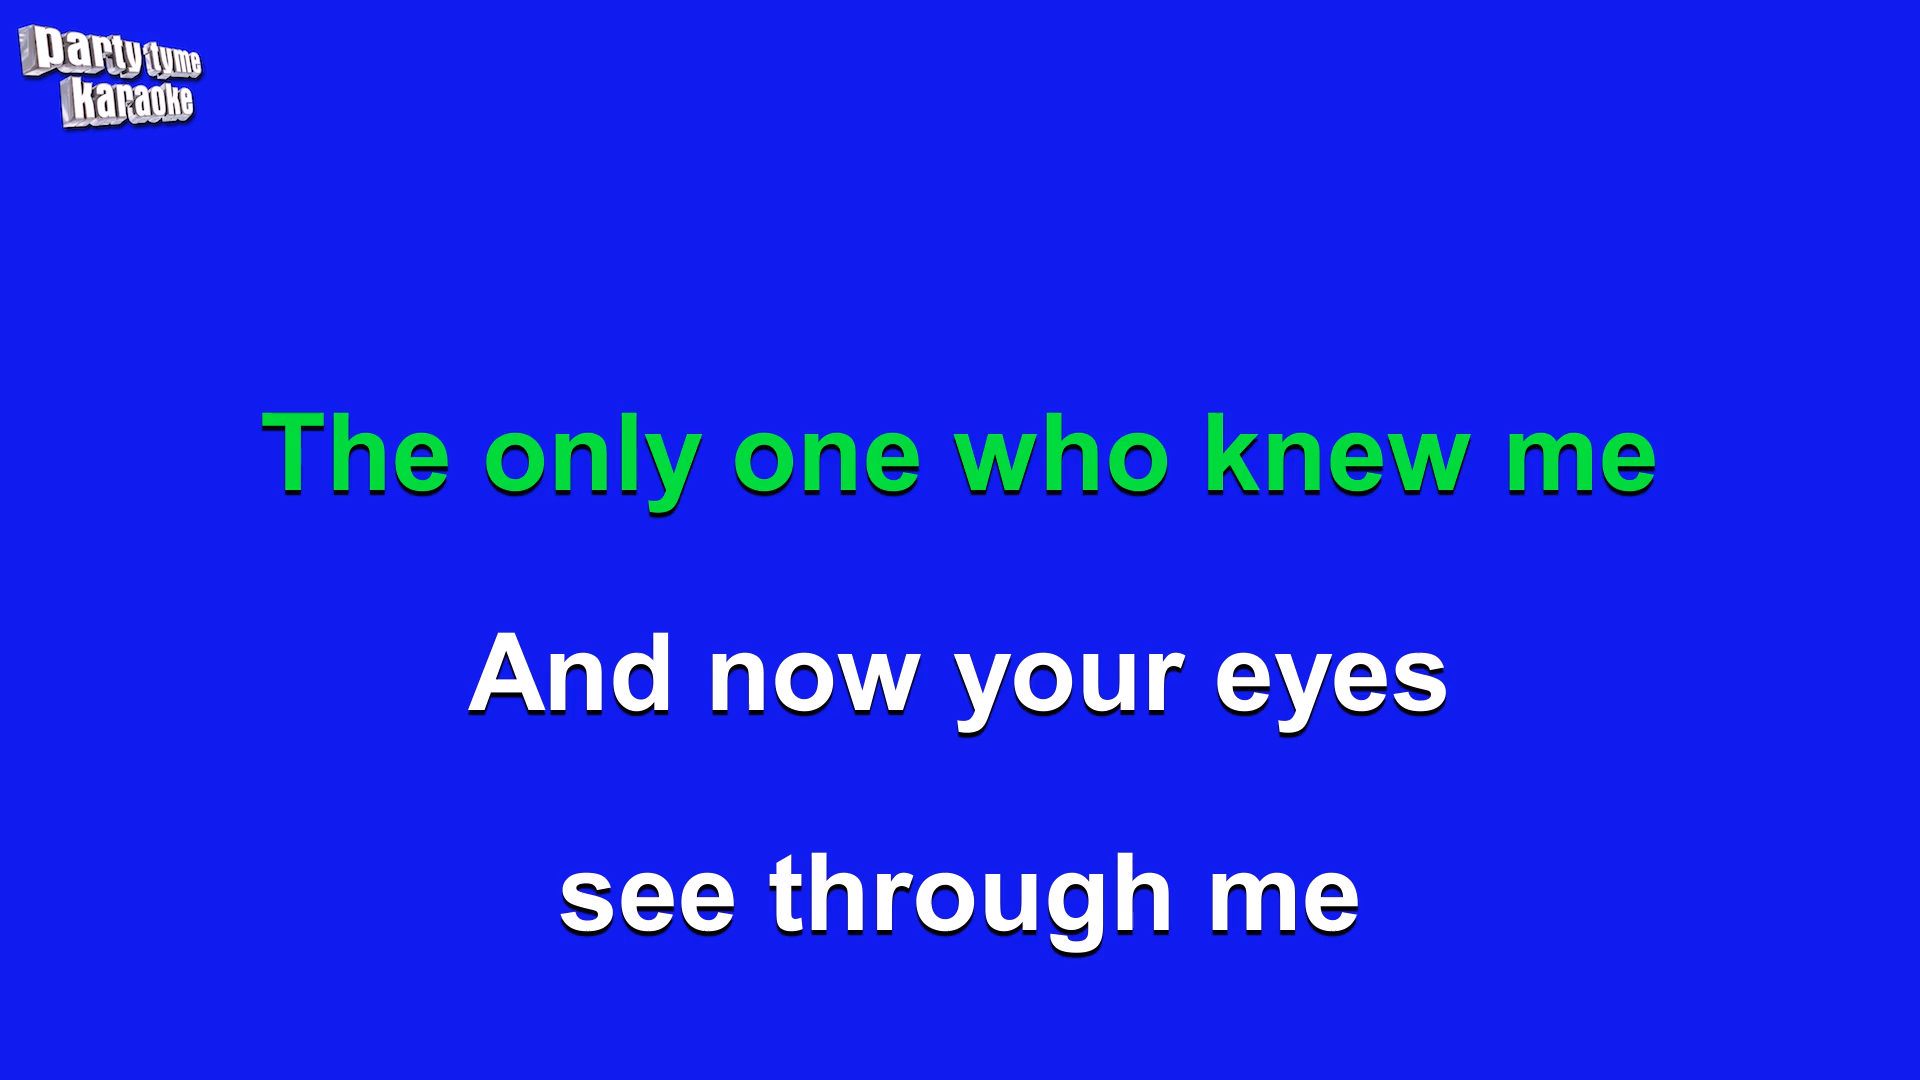 party tyme
karaoke
The only one who knew me
And now your eyes
see through me